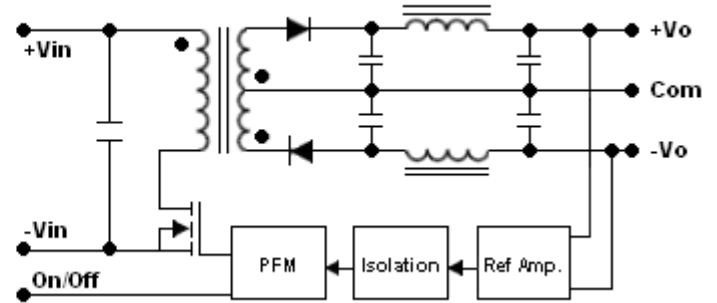 +Vin
+Vo
Com
-Vo
-Vin
On/Off
PFM
Isolation
Ref Amp.